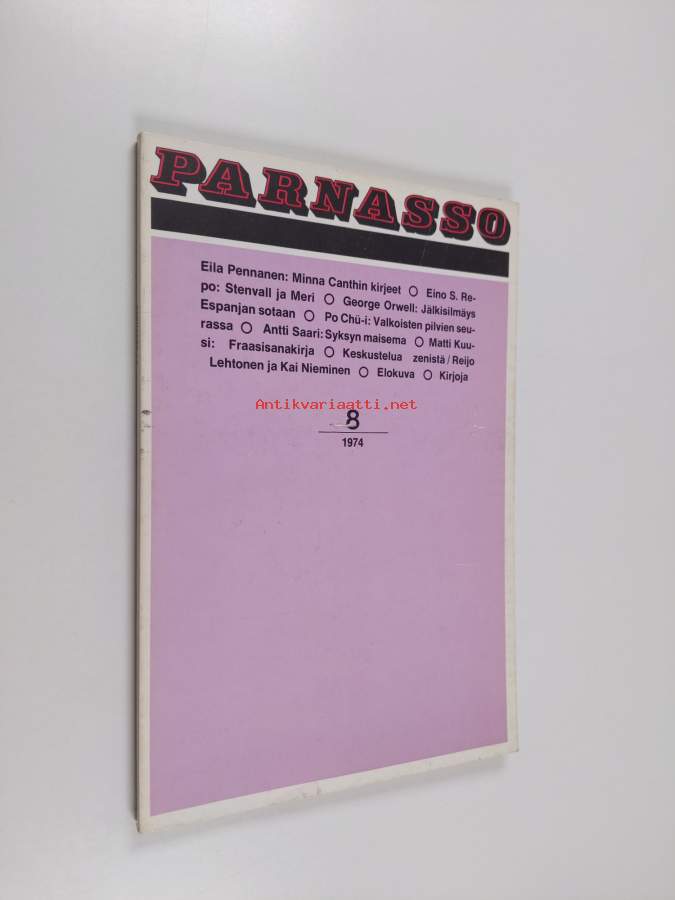 PARNASSO
Eila Pennanen: Minna Canthin kirjeet O Eino S. Re-
po: Stenvall ja Meri O George Orwell: Jälkisilmäys
Espanjan sotaan O Po Chü-i: Valkoisten pilvien seu-
rassa O Antti Saari: Syksyn maisema O Matti Kuu-
si: Fraasisanakirja O Keskustelua zenistä / Reijo
Lehtonen ja Kai Nieminen O Elokuva O Kirjoja
Antikvariaatti.net
8
1974